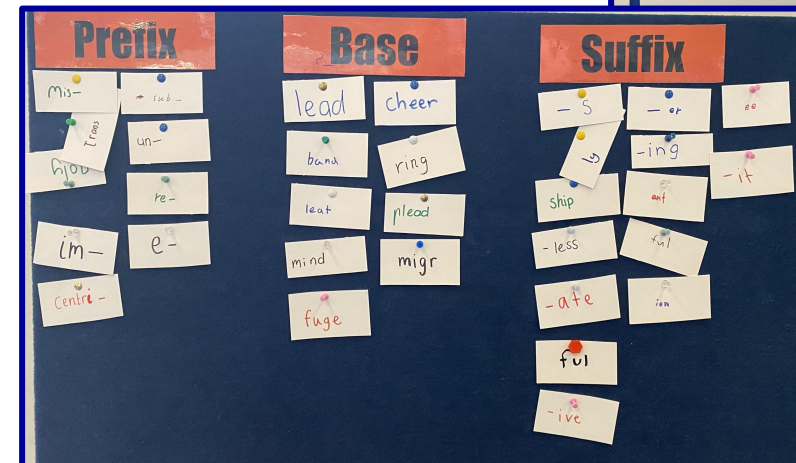 Prefix
Mis-
- sub -
Trans
un-
re-
im-
e-
Centri -
Base
lead
cheer
band
ring
leat
plead
mind
migr
fuge
Suffix
- S
- er
ee
ly
-ing
-it
ship
ant
- less
ful
- ate
ion
ful
-ive